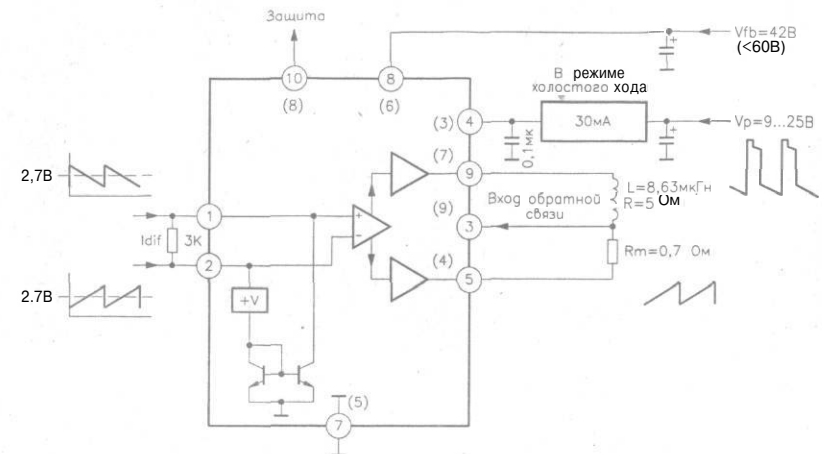 Защита
Vfb=42В
(<60В)
10
8
(8)
(6)
В режиме
холостого хода
(3)
4
30мА
Vp=9...25В
0,1мк
(7)
9
2,7В
L=8,63мкГн
R=5 Ом
(9)
Вход обратной
связи
3
1
+
-
Idif
3К
2
Rm=0,7 Ом
(4)
5
2.7В
+V
(5)
7